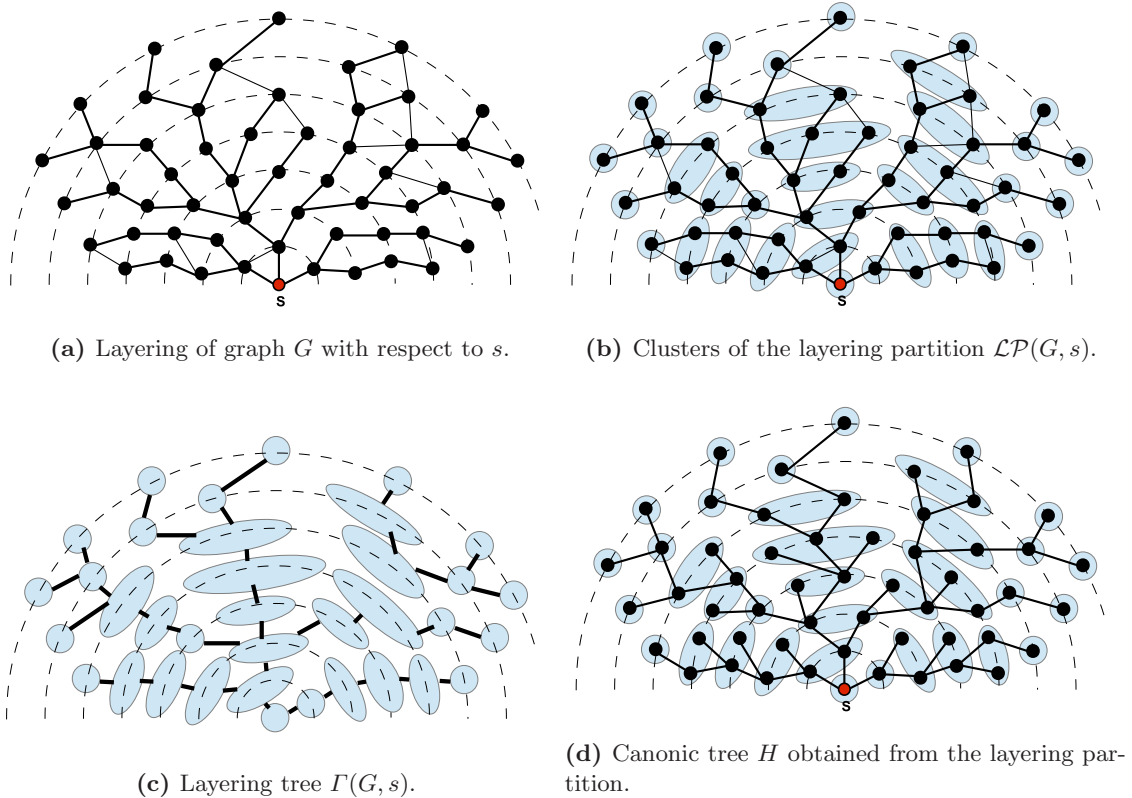 s
s
(a) Layering of graph G with respect to s.
(b) Clusters of the layering partition ℒ𝒫(G, s).
s
(c) Layering tree Γ(G, s).
(d) Canonic tree H obtained from the layering par-
tition.